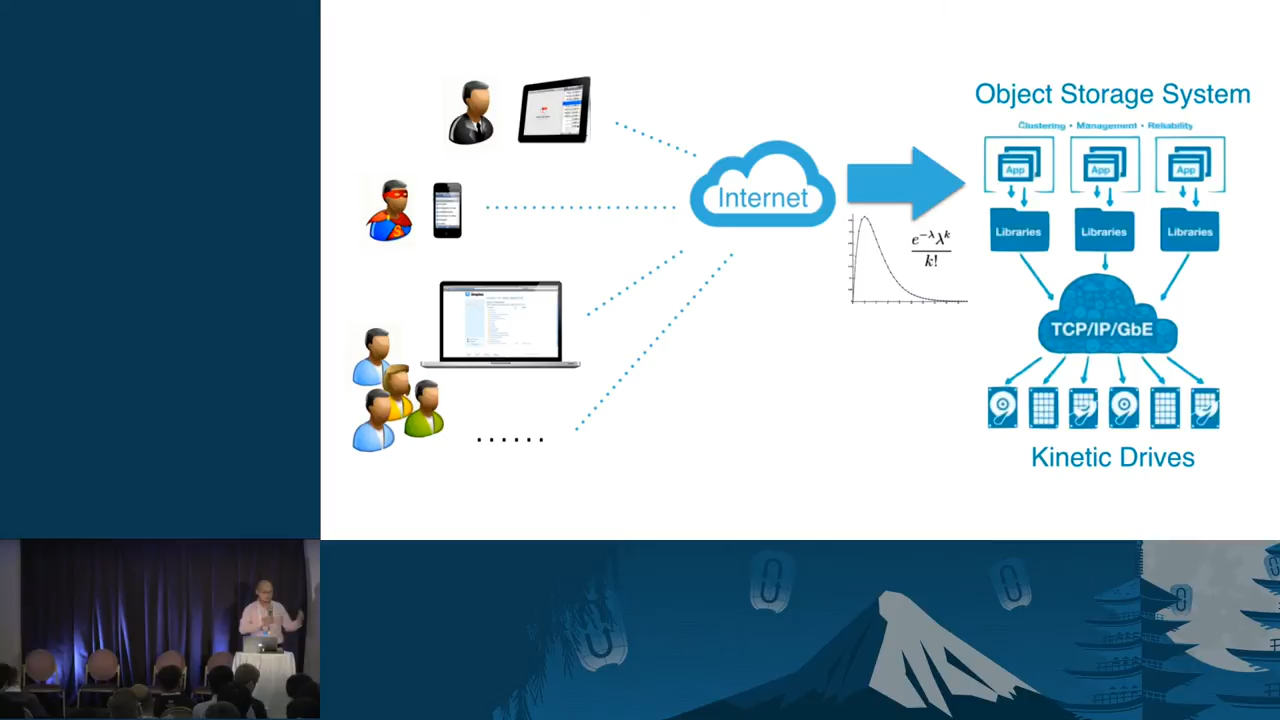 Object Storage System
Clustering • Management • Reliability
App
App
App
Internet
Libraries
Libraries
Libraries
e^{-λ}λ^k
k!
TCP/IP/GbE
Kinetic Drives